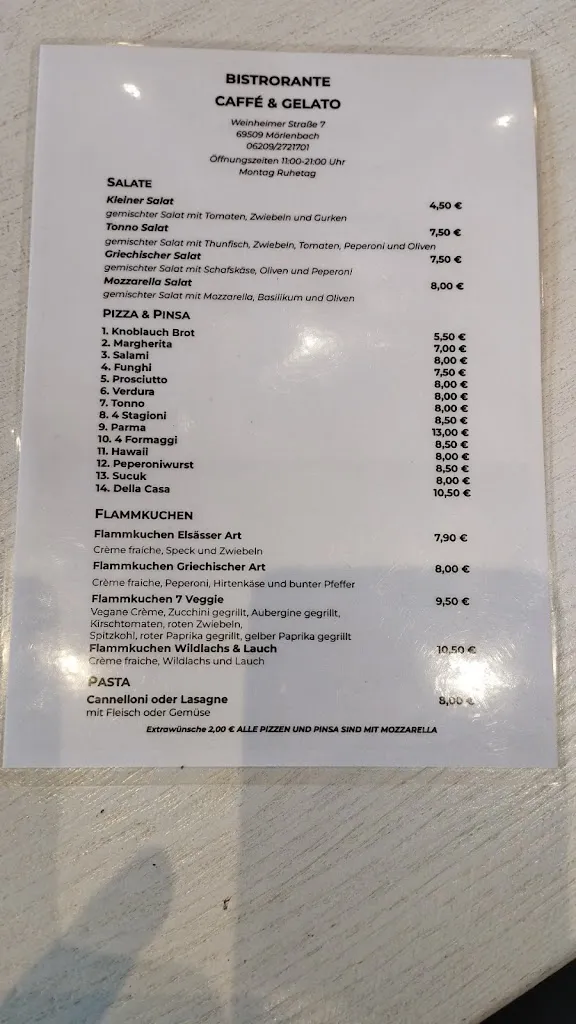 BISTRORANTE
CAFFÉ & GELATO
Weinheimer Straße 7
69509 Mörlenbach
06209/2721701
Öffnungszeiten 11:00-21:00 Uhr
Montag Ruhetag
SALATE
Kleiner Salat 4,50 €
gemischter Salat mit Tomaten, Zwiebeln und Gurken
Tonno Salat 7,50 €
gemischter Salat mit Thunfisch, Zwiebeln, Tomaten, Peperoni und Oliven
Griechischer Salat 7,50 €
gemischter Salat mit Schafskäse, Oliven und Peperoni
Mozzarella Salat 8,00 €
gemischter Salat mit Mozzarella, Basilikum und Oliven
PIZZA & PINSA
1. Knoblauch Brot 5,50 €
2. Margherita 7,00 €
3. Salami 8,00 €
4. Funghi 7,50 €
5. Prosciutto 8,00 €
6. Verdura 8,00 €
7. Tonno 8,00 €
8. 4 Stagioni 8,50 €
9. Parma 13,00 €
10. 4 Formaggi 8,50 €
11. Hawaii 8,00 €
12. Peperoniwurst 8,50 €
13. Sucuk 8,00 €
14. Della Casa 10,50 €
FLAMMKUCHEN
Flammkuchen Elsässer Art 7,90 €
Crème fraiche, Speck und Zwiebeln
Flammkuchen Griechischer Art 8,00 €
Crème fraiche, Peperoni, Hirtenkäse und bunter Pfeffer
Flammkuchen 7 Veggie 9,50 €
Vegane Crème, Zucchini gegrillt, Aubergine gegrillt,
Kirschtomaten, roten Zwiebeln,
Spitzkohl, roter Paprika gegrillt, gelber Paprika gegrillt
Flammkuchen Wildlachs & Lauch 10,50 €
Crème fraiche, Wildlachs und Lauch
PASTA
Cannelloni oder Lasagne 8,00 €
mit Fleisch oder Gemüse
Extrawünsche 2,00 € ALLE PIZZEN UND PINSA SIND MIT MOZZARELLA